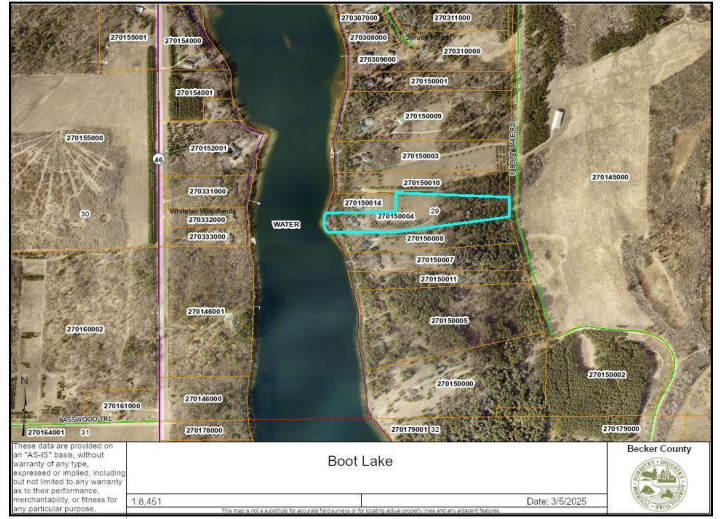 270307000
270311000
270155001
270154000
270308000
Spruce Forest
270310000
270309000
270150001
270154001
270150009
270155000
270152001
46
270150003
E BOOT LAKE RD
270145000
270150010
270331000
270150014
Whitetail Woodlands
30
29
270332000
270150004
WATER
270333000
270150008
270150007
270150011
270146001
270150005
270160002
270150002
270150000
N
270161000
270146000
BASSWOOD TRL
270164001
31
270178000
270179001
32
270179000
These data are provided on
an "AS-IS" basis, without
warranty of any type,
expressed or implied, including
but not limited to any warranty
as to their performance,
merchantability, or fitness for
any particular purpose.
Boot Lake
Becker County
1:8,451
Date: 3/5/2025
This map is not a substitute for accurate field surveys or for locating actual property lines and any adjacent features.